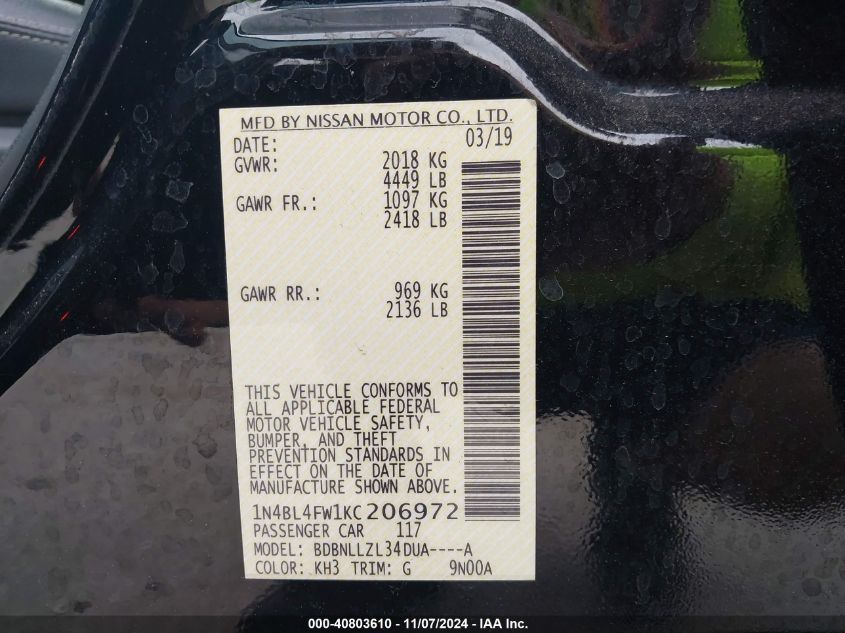 MFD BY NISSAN MOTOR CO., LTD.
DATE: 03/19
GVWR: 2018 KG
4449 LB
GAWR FR.: 1097 KG
2418 LB
GAWR RR.: 969 KG
2136 LB
THIS VEHICLE CONFORMS TO
ALL APPLICABLE FEDERAL
MOTOR VEHICLE SAFETY,
BUMPER, AND THEFT
PREVENTION STANDARDS IN
EFFECT ON THE DATE OF
MANUFACTURE SHOWN ABOVE.
1N4BL4FW1KC206972
PASSENGER CAR 117
MODEL: BDBNLLZL34DUA----A
COLOR: KH3 TRIM: G 9N00A
000-40803610 - 11/07/2024 - IAA Inc.